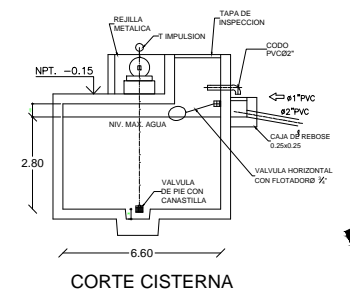 REJILLA
METALICA
T IMPULSION
TAPA DE
INSPECCION
CODO
PVCØ2"
NPT. -0.15
ø1"PVC
ø2"PVC
NIV. MAX. AGUA
CAJA DE REBOSE
0.25x0.25
2.80
VALVULA HORIZONTAL
CON FLOTADORØ ¾"
VALVULA
DE PIE CON
CANASTILLA
6.60
CORTE CISTERNA